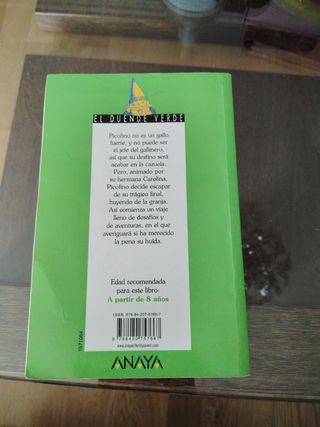 EL DUENDE VERDE
Picofino no es un gallo
fuerte, y no puede ser
el jefe del gallinero,
así que su destino será
acabar en la cazuela.
Pero, animado por
su hermana Carolina,
Picofino decide escapar
de su trágico final,
huyendo de la granja.
Así comienza un viaje
lleno de desafíos y
de aventuras, en el que
averiguará si ha merecido
la pena su huida.
Edad recomendada
para este libro:
A partir de 8 años
1571064
ANAYA